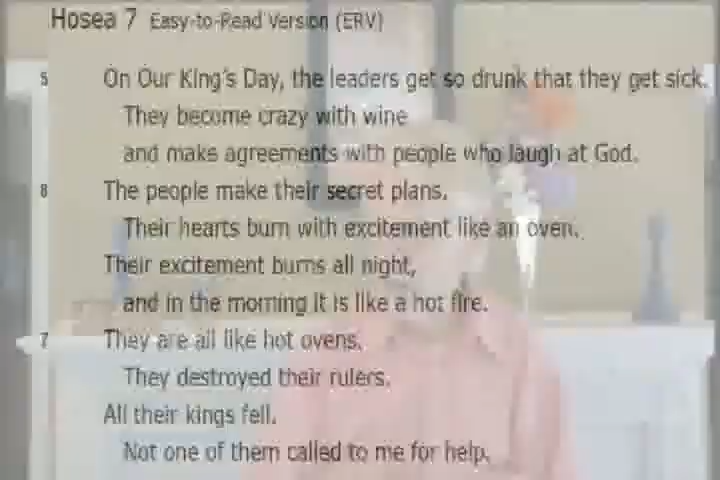 Hosea 7 Easy-to-Read Version (ERV)
5 On Our King's Day, the leaders get so drunk that they get sick.
They become crazy with wine
and make agreements with people who laugh at God.
8 The people make their secret plans.
Their hearts burn with excitement like an oven.
Their excitement burns all night,
and in the morning it is like a hot fire.
7 They are all like hot ovens.
They destroyed their rulers.
All their kings fell.
Not one of them called to me for help.